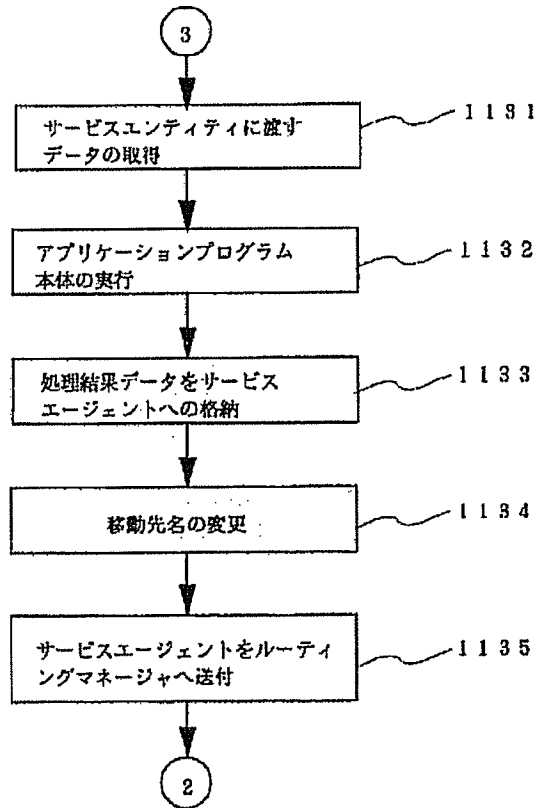 3
サービスエンティティに渡す
データの取得
1131
アプリケーションプログラム
本体の実行
1132
処理結果データをサービス
エージェントへの格納
1133
移動先名の変更
1134
サービスエージェントをルーティ
ングマネージャへ送付
1135
2